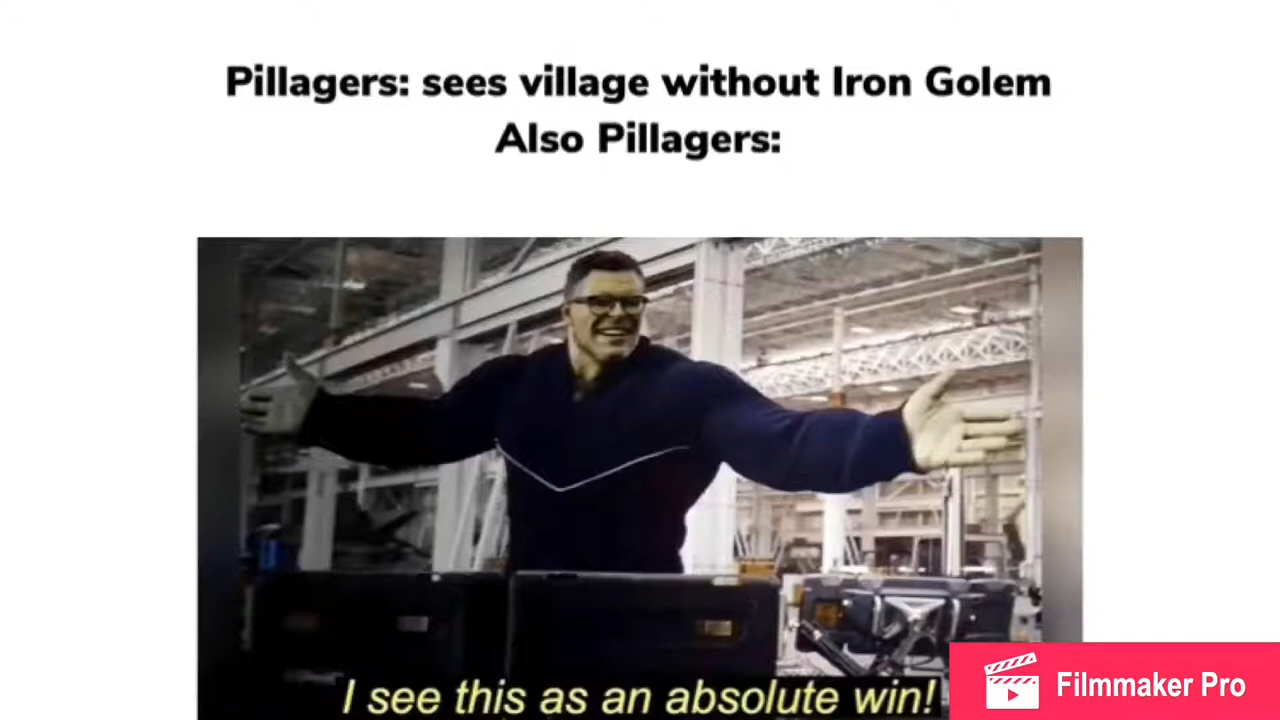 Pillagers: sees village without Iron Golem
Also Pillagers:
I see this as an absolute win!
Filmmaker Pro